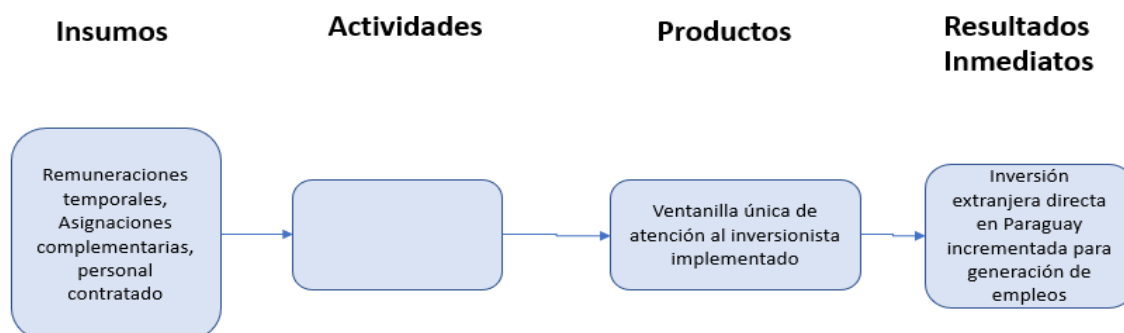 Insumos
Actividades
Productos
Resultados
Inmediatos
Remuneraciones
temporales,
Asignaciones
complementarias,
personal
contratado
Ventanilla única de
atención al inversionista
implementado
Inversión
extranjera directa
en Paraguay
incrementada para
generación de
empleos